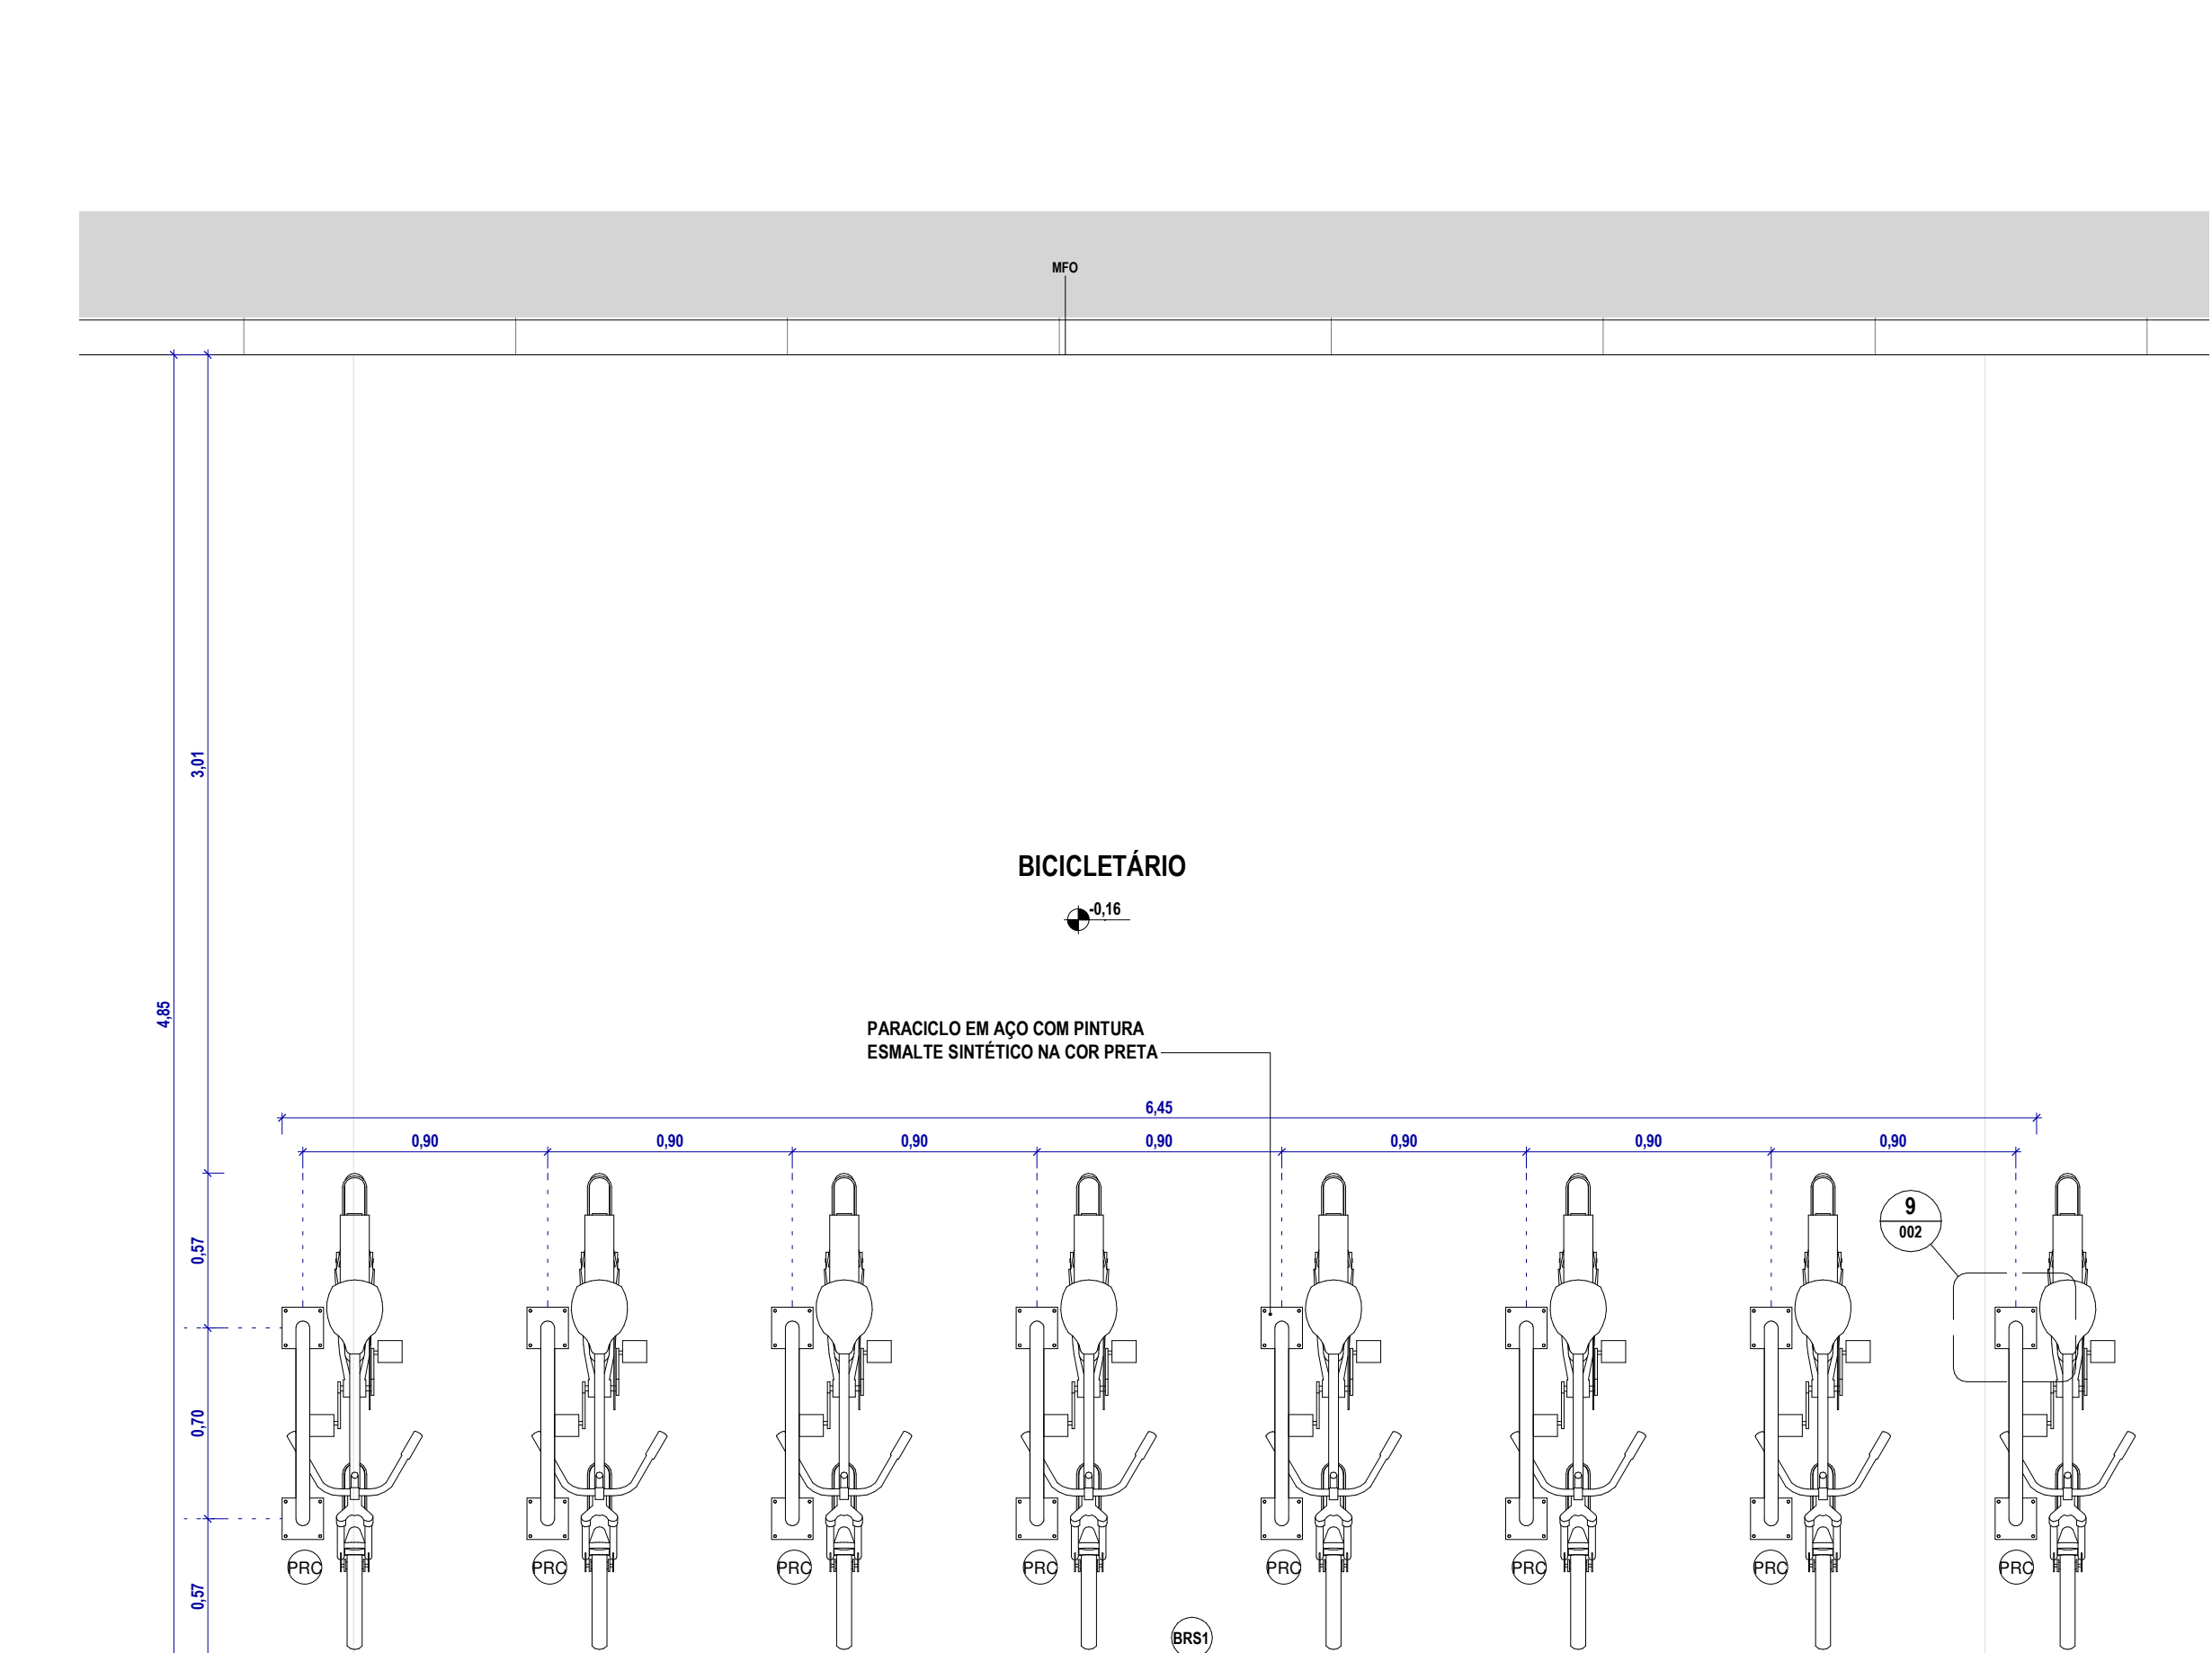 MFO
3,01
BICICLETÁRIO
-0,16
4,85
PARACICLO EM AÇO COM PINTURA
ESMALTE SINTÉTICO NA COR PRETA
6,45
0,90 0,90 0,90 0,90 0,90 0,90 0,90
9
002
0,57
0,70
PRC PRC PRC PRC PRC PRC PRC PRC
0,57
BRS1